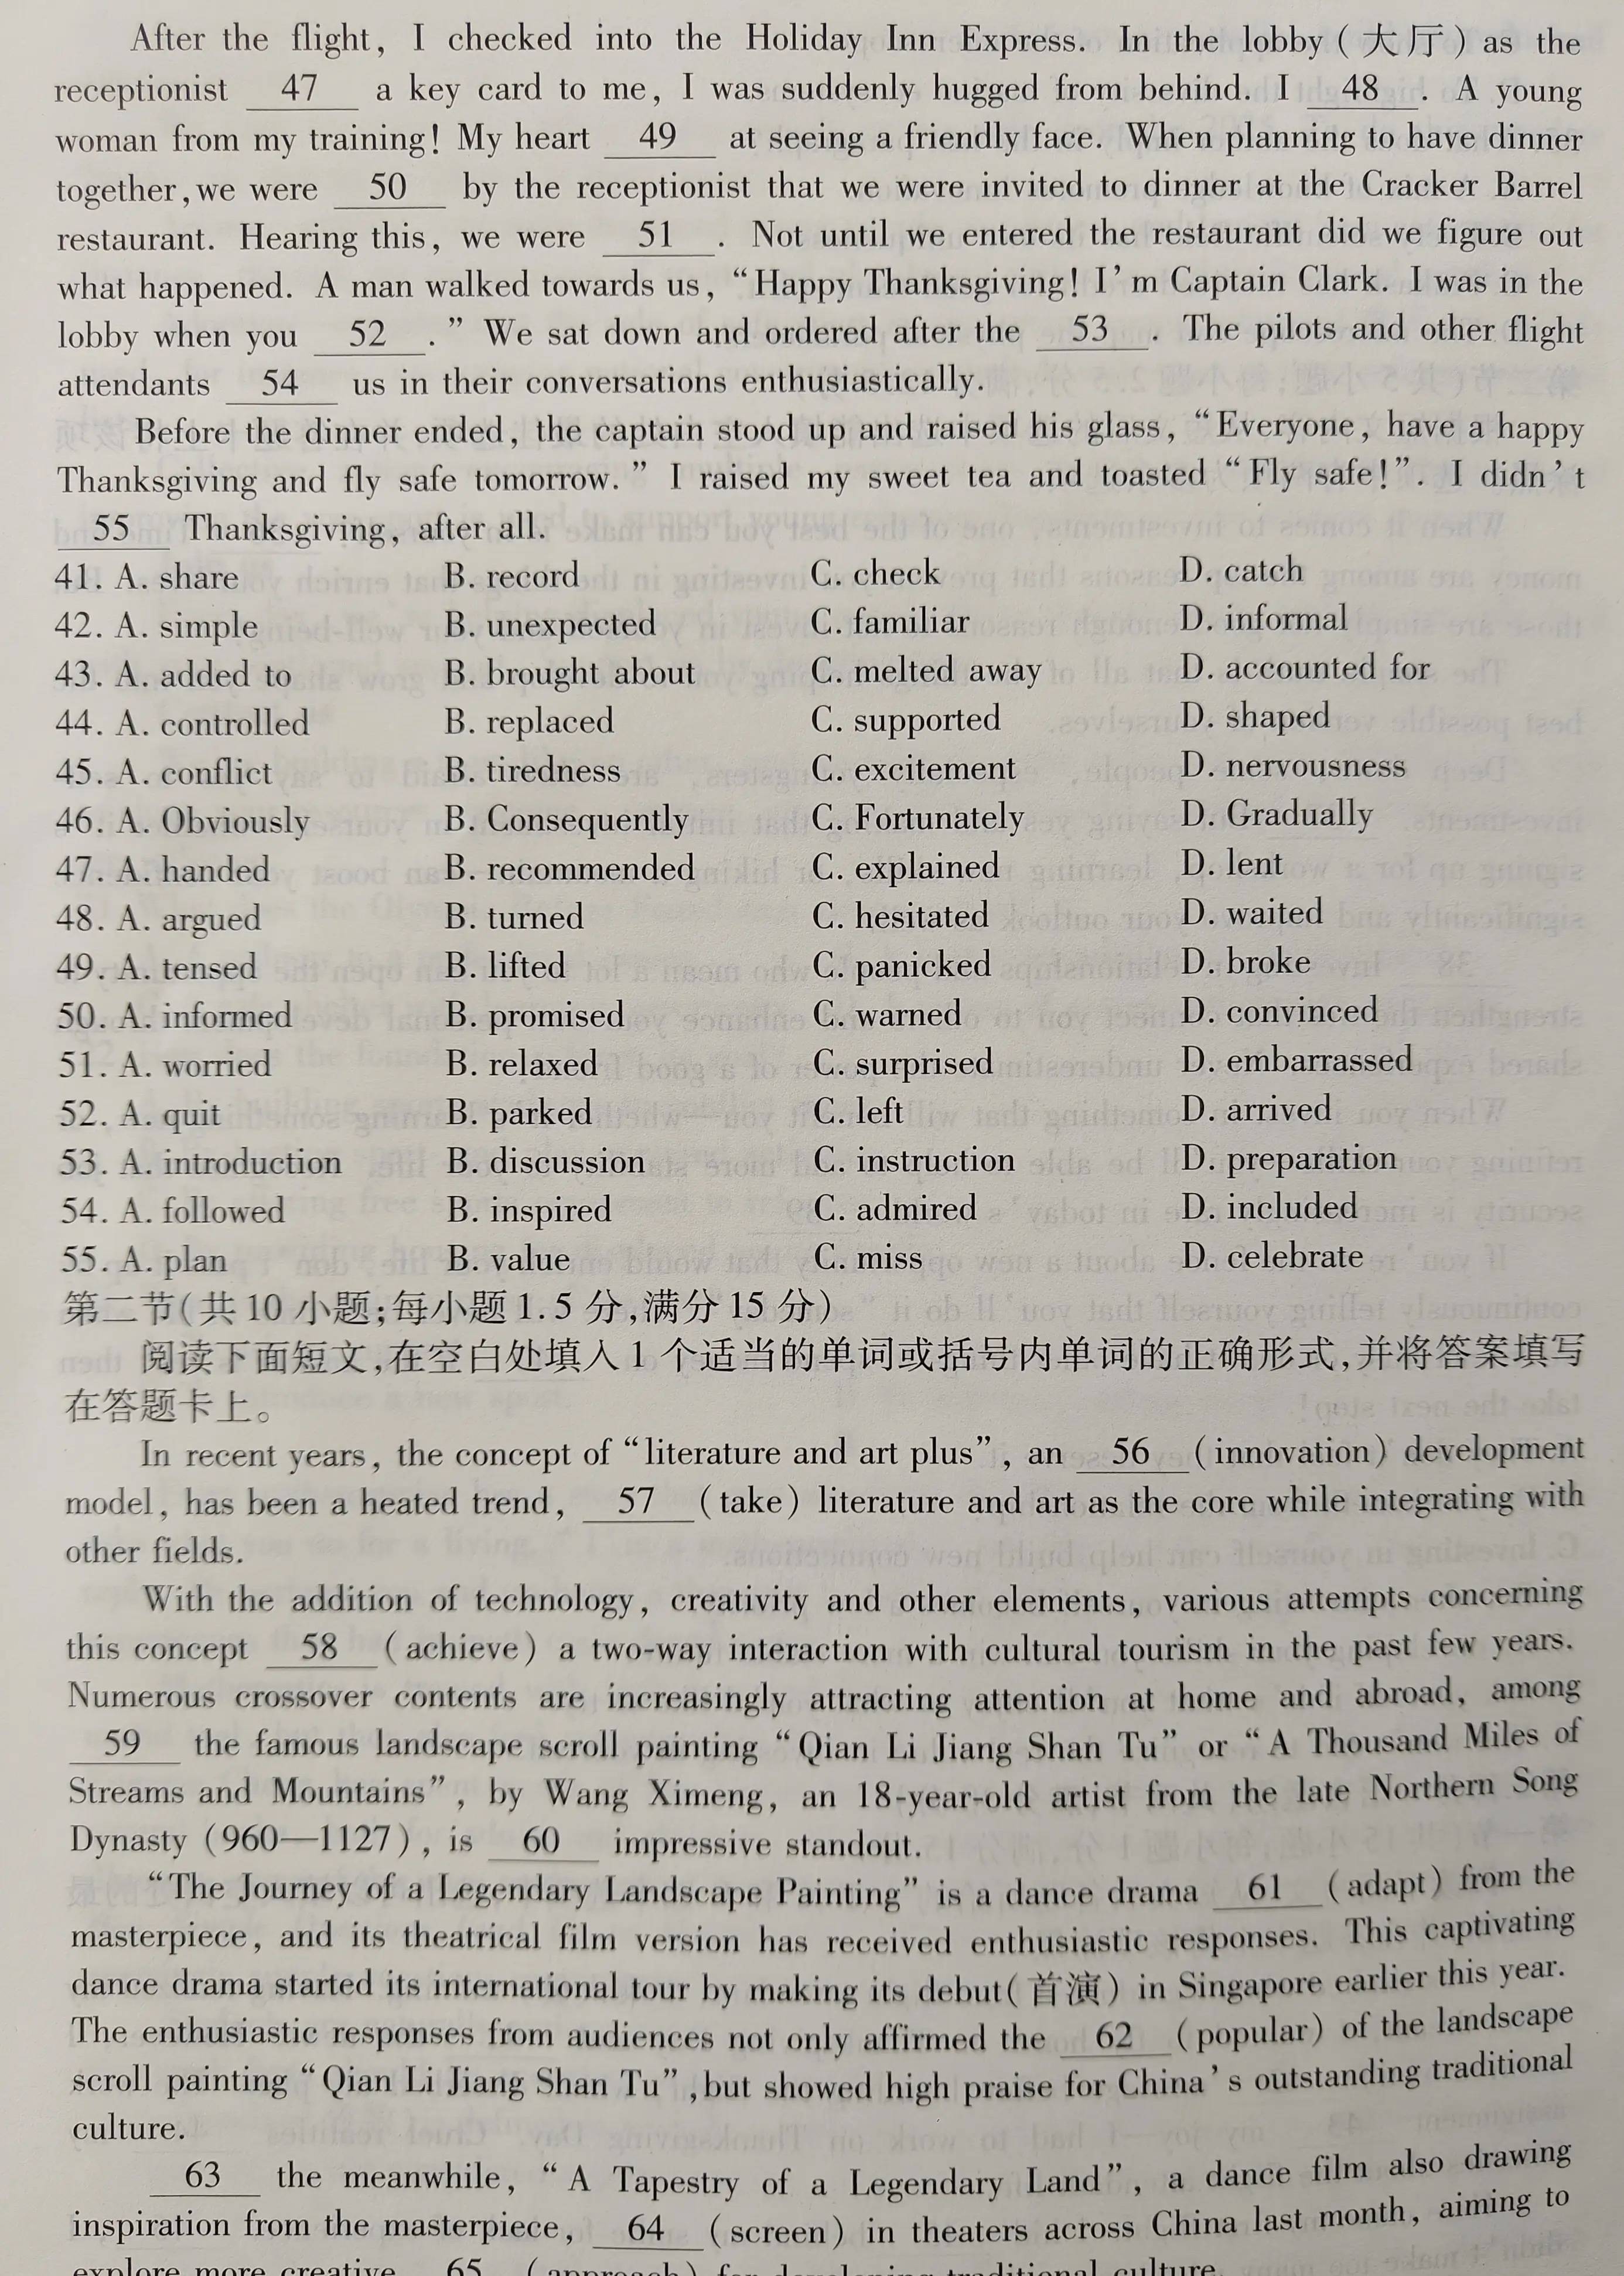 After the flight, I checked into the Holiday Inn Express. In the lobby(大厅) as the
receptionist 47 a key card to me, I was suddenly hugged from behind. I 48 . A young
woman from my training! My heart 49 at seeing a friendly face. When planning to have dinner
together, we were 50 by the receptionist that we were invited to dinner at the Cracker Barrel
restaurant. Hearing this, we were 51 . Not until we entered the restaurant did we figure out
what happened. A man walked towards us, “Happy Thanksgiving! I’m Captain Clark. I was in the
lobby when you 52 .” We sat down and ordered after the 53 . The pilots and other flight
attendants 54 us in their conversations enthusiastically.
Before the dinner ended, the captain stood up and raised his glass, “Everyone, have a happy
Thanksgiving and fly safe tomorrow.” I raised my sweet tea and toasted “Fly safe!”. I didn’t
55 Thanksgiving, after all.
41. A. share B. record C. check D. catch
42. A. simple B. unexpected C. familiar D. informal
43. A. added to B. brought about C. melted away D. accounted for
44. A. controlled B. replaced C. supported D. shaped
45. A. conflict B. tiredness C. excitement D. nervousness
46. A. Obviously B. Consequently C. Fortunately D. Gradually
47. A. handed B. recommended C. explained D. lent
48. A. argued B. turned C. hesitated D. waited
49. A. tensed B. lifted C. panicked D. broke
50. A. informed B. promised C. warned D. convinced
51. A. worried B. relaxed C. surprised D. embarrassed
52. A. quit B. parked C. left D. arrived
53. A. introduction B. discussion C. instruction D. preparation
54. A. followed B. inspired C. admired D. included
55. A. plan B. value C. miss D. celebrate
第二节(共10小题;每小题1.5分,满分15分)
阅读下面短文,在空白处填入1个适当的单词或括号内单词的正确形式,并将答案填写
在答题卡上。
In recent years, the concept of “literature and art plus”, an 56 (innovation) development
model, has been a heated trend, 57 (take) literature and art as the core while integrating with
other fields.
With the addition of technology, creativity and other elements, various attempts concerning
this concept 58 (achieve) a two-way interaction with cultural tourism in the past few years.
Numerous crossover contents are increasingly attracting attention at home and abroad, among
59 the famous landscape scroll painting “Qian Li Jiang Shan Tu” or “A Thousand Miles of
Streams and Mountains”, by Wang Ximeng, an 18-year-old artist from the late Northern Song
Dynasty (960—1127), is 60 impressive standout.
“The Journey of a Legendary Landscape Painting” is a dance drama 61 (adapt) from the
masterpiece, and its theatrical film version has received enthusiastic responses. This captivating
dance drama started its international tour by making its debut(首演) in Singapore earlier this year.
The enthusiastic responses from audiences not only affirmed the 62 (popular) of the landscape
scroll painting “Qian Li Jiang Shan Tu”, but showed high praise for China’s outstanding traditional
culture.
63 the meanwhile, “A Tapestry of a Legendary Land”, a dance film also drawing
inspiration from the masterpiece, 64 (screen) in theaters across China last month, aiming to
explore more creative 65 (approach) for developing traditional culture.